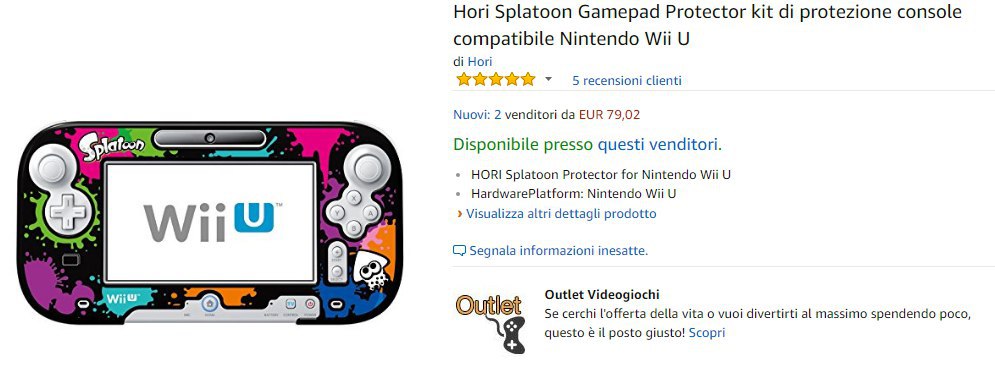 Hori Splatoon Gamepad Protector kit di protezione console
compatibile Nintendo Wii U
di Hori
5 recensioni clienti
Nuovi: 2 venditori da EUR 79,02
Disponibile presso questi venditori.
HORI Splatoon Protector for Nintendo Wii U
HardwarePlatform: Nintendo Wii U
› Visualizza altri dettagli prodotto
Segnala informazioni inesatte.
Outlet
Outlet Videogiochi
Se cerchi l'offerta della vita o vuoi divertirti al massimo spendendo poco,
questo è il posto giusto! Scopri
Splatoon
Wii U™
X
Y
A
B
Wii U
HOME
TV